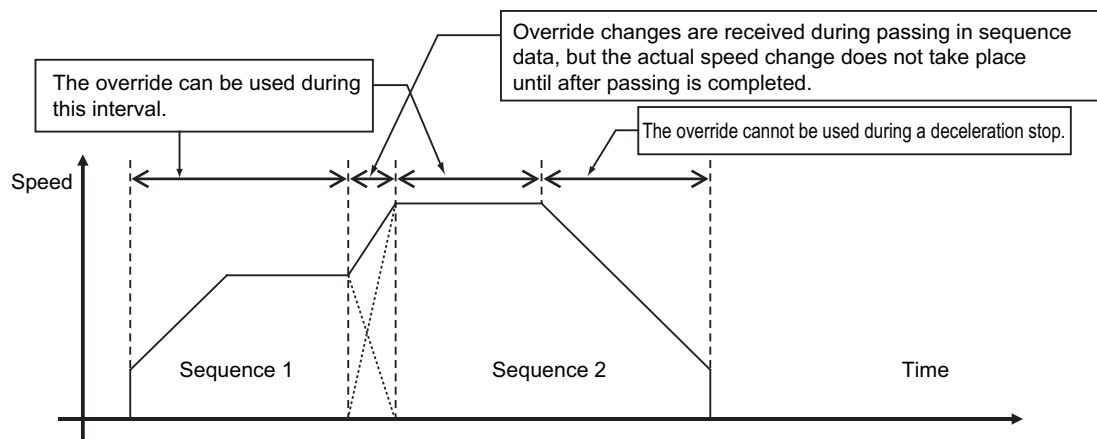 Override changes are received during passing in sequence
data, but the actual speed change does not take place
until after passing is completed.
The override can be used during
this interval.
The override cannot be used during a deceleration stop.
Speed
Sequence 1
Sequence 2
Time